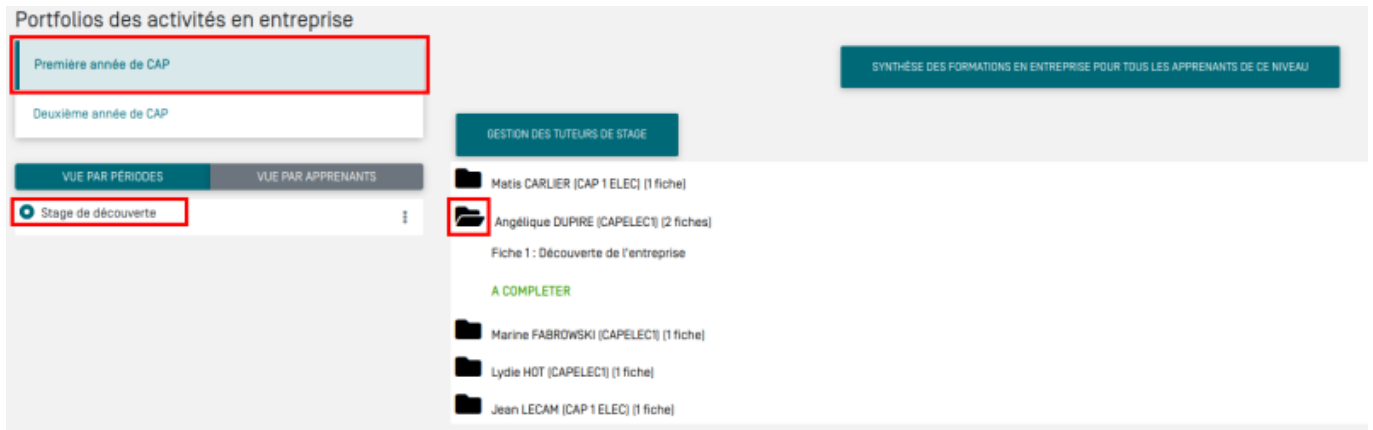 Portfolios des activités en entreprise
Première année de CAP
Deuxième année de CAP
SYNTHÈSE DES FORMATIONS EN ENTREPRISE POUR TOUS LES APPRENANTS DE CE NIVEAU
VUE PAR PÉRIODES
VUE PAR APPRENANTS
Stage de découverte
GESTION DES TUTEURS DE STAGE
Matis CARLIER (CAP 1 ELEC) (1 fiche)
Angélique DUPIRE (CAPELEC1) (2 fiches)
Fiche 1 : Découverte de l'entreprise
A COMPLETER
Marine FABROWSKI (CAPELEC1) (1 fiche)
Lydie HOT (CAPELEC1) (1 fiche)
Jean LECAM (CAP 1 ELEC) (1 fiche)